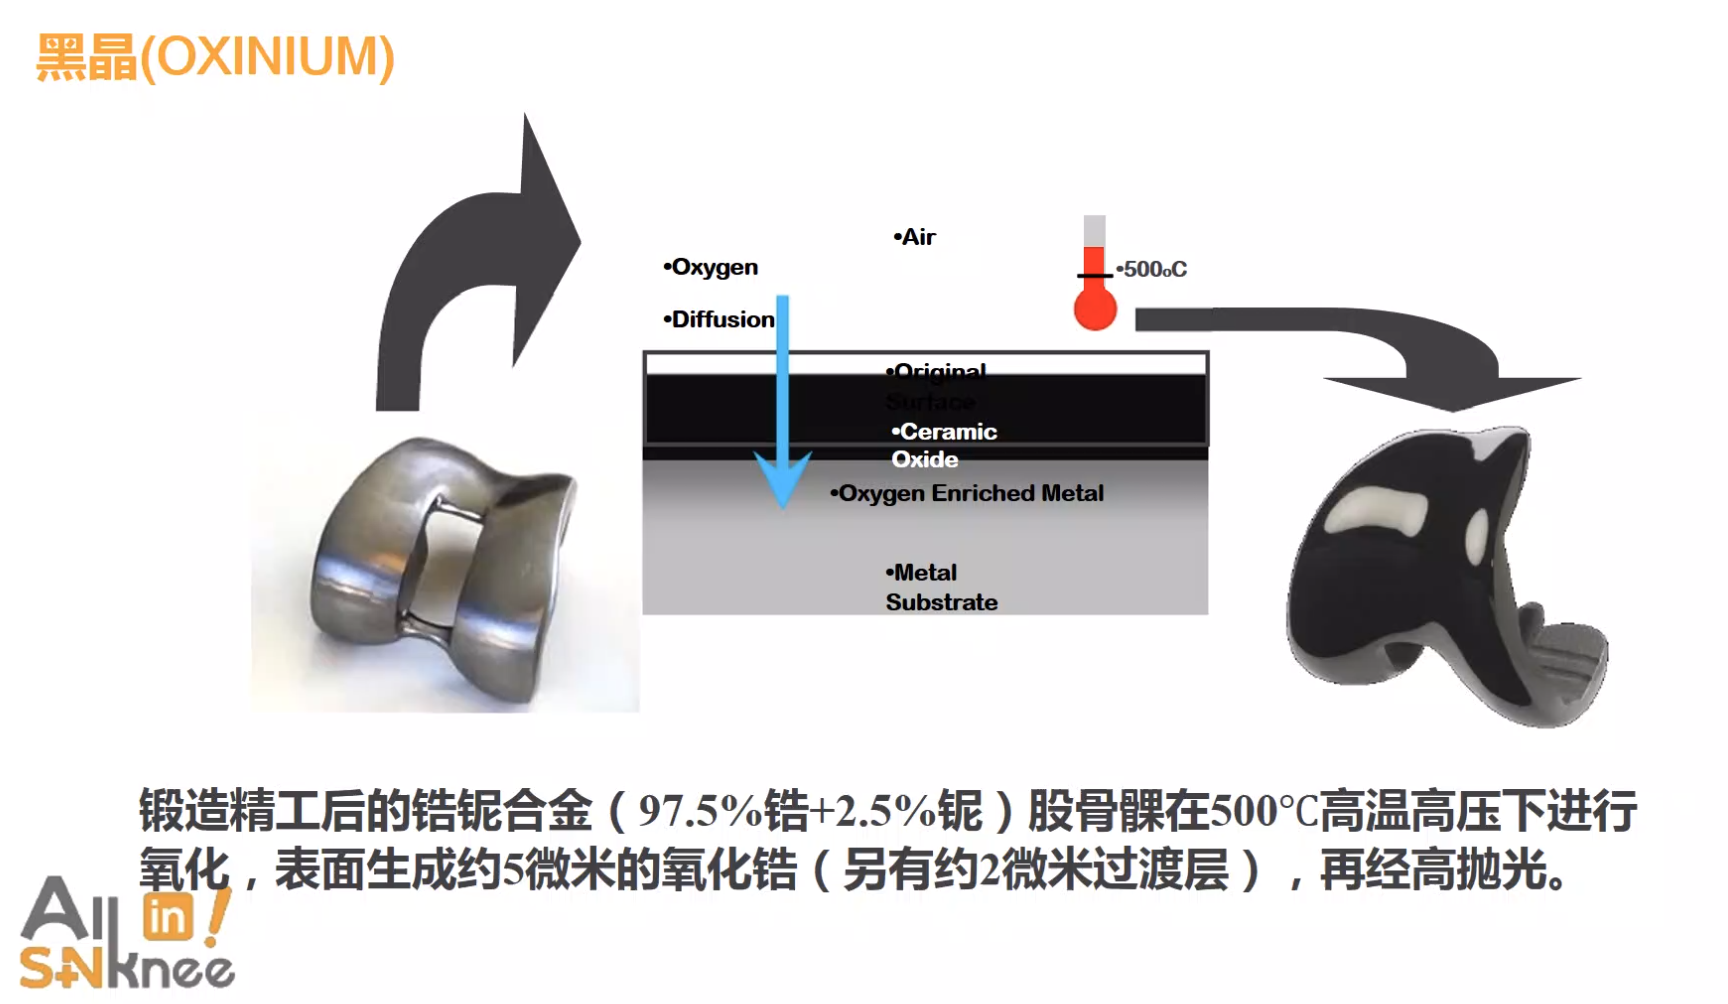 黑晶(OXINIUM)
•Air
•Oxygen
•500oC
•Diffusion
•Original
Surface
•Ceramic
Oxide
•Oxygen Enriched Metal
•Metal
Substrate
锻造精工后的锆铌合金（97.5%锆+2.5%铌）股骨髁在500℃高温高压下进行
氧化，表面生成约5微米的氧化锆（另有约2微米过渡层），再经高抛光。
All in!
S+N knee